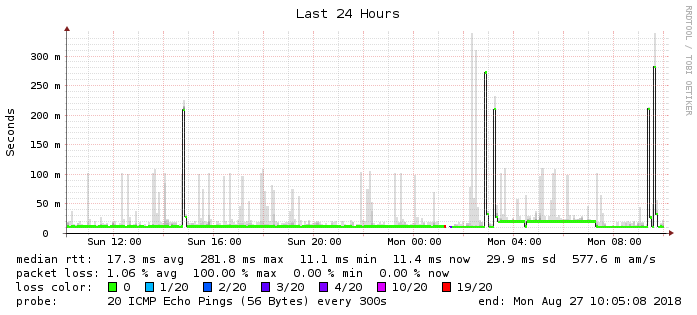 Last 24 Hours
RRDTOOL / TOBI OETIKER
Seconds
300 m
250 m
200 m
150 m
100 m
50 m
0
Sun 12:00 Sun 16:00 Sun 20:00 Mon 00:00 Mon 04:00 Mon 08:00
median rtt: 17.3 ms avg 281.8 ms max 11.1 ms min 11.4 ms now 29.9 ms sd 577.6 m am/s
packet loss: 1.06 % avg 100.00 % max 0.00 % min 0.00 % now
loss color: 0 1/20 2/20 3/20 4/20 10/20 19/20
probe: 20 ICMP Echo Pings (56 Bytes) every 300s end: Mon Aug 27 10:05:08 2018